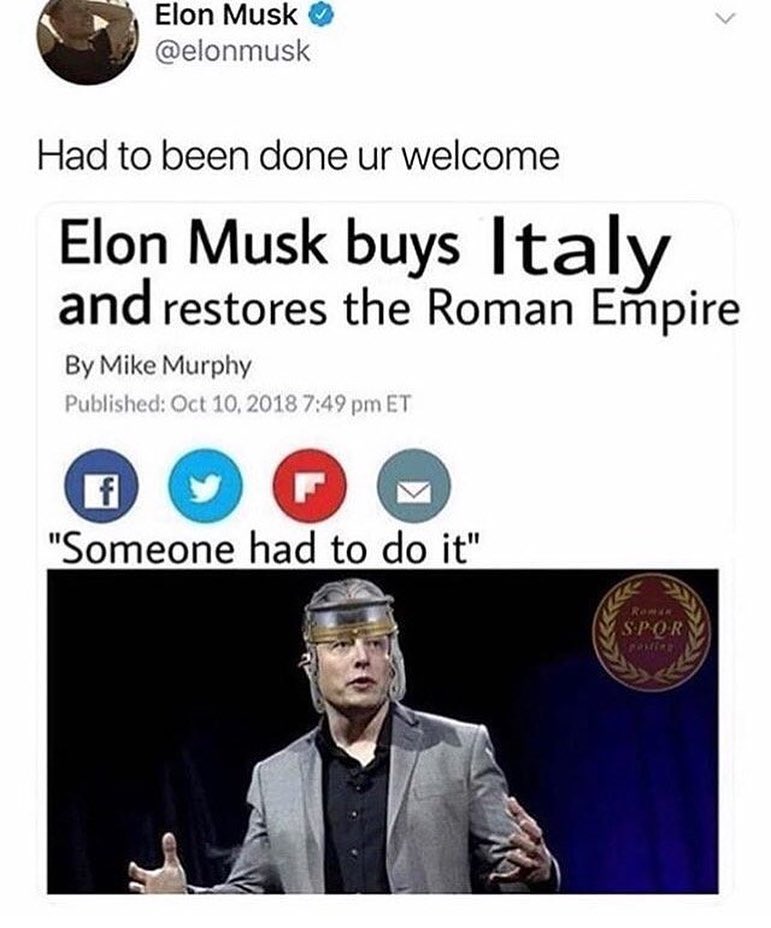 Elon Musk
@elonmusk
Had to been done ur welcome
Elon Musk buys Italy
and restores the Roman Empire
By Mike Murphy
Published: Oct 10, 2018 7:49 pm ET
"Someone had to do it"
Roman
S·P·Q·R
posting